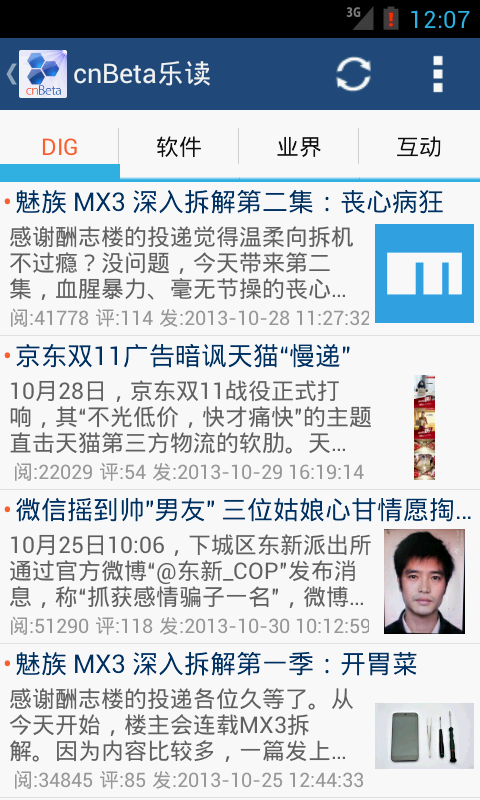 3G 12:07
cnBeta cnBeta乐读
DIG 软件 业界 互动
魅族 MX3 深入拆解第二集：丧心病狂
感谢酬志楼的投递觉得温柔向拆机
不过瘾？没问题，今天带来第二
集，血腥暴力、毫无节操的丧心...
阅:41778 评:114 发:2013-10-28 11:27:32
京东双11广告暗讽天猫“慢递”
10月28日，京东双11战役正式打
响，其“不光低价，快才痛快”的主题
直击天猫第三方物流的软肋。天...
阅:22029 评:54 发:2013-10-29 16:19:14
微信摇到帅"男友" 三位姑娘心甘情愿掏...
10月25日10:06，下城区东新派出所
通过官方微博“@东新_COP”发布消
息，称“抓获感情骗子一名”，微博...
阅:51290 评:118 发:2013-10-30 10:12:59
魅族 MX3 深入拆解第一季：开胃菜
感谢酬志楼的投递各位久等了。从
今天开始，楼主会连载MX3拆
解。因为内容比较多，一篇发上...
阅:34845 评:85 发:2013-10-25 12:44:33